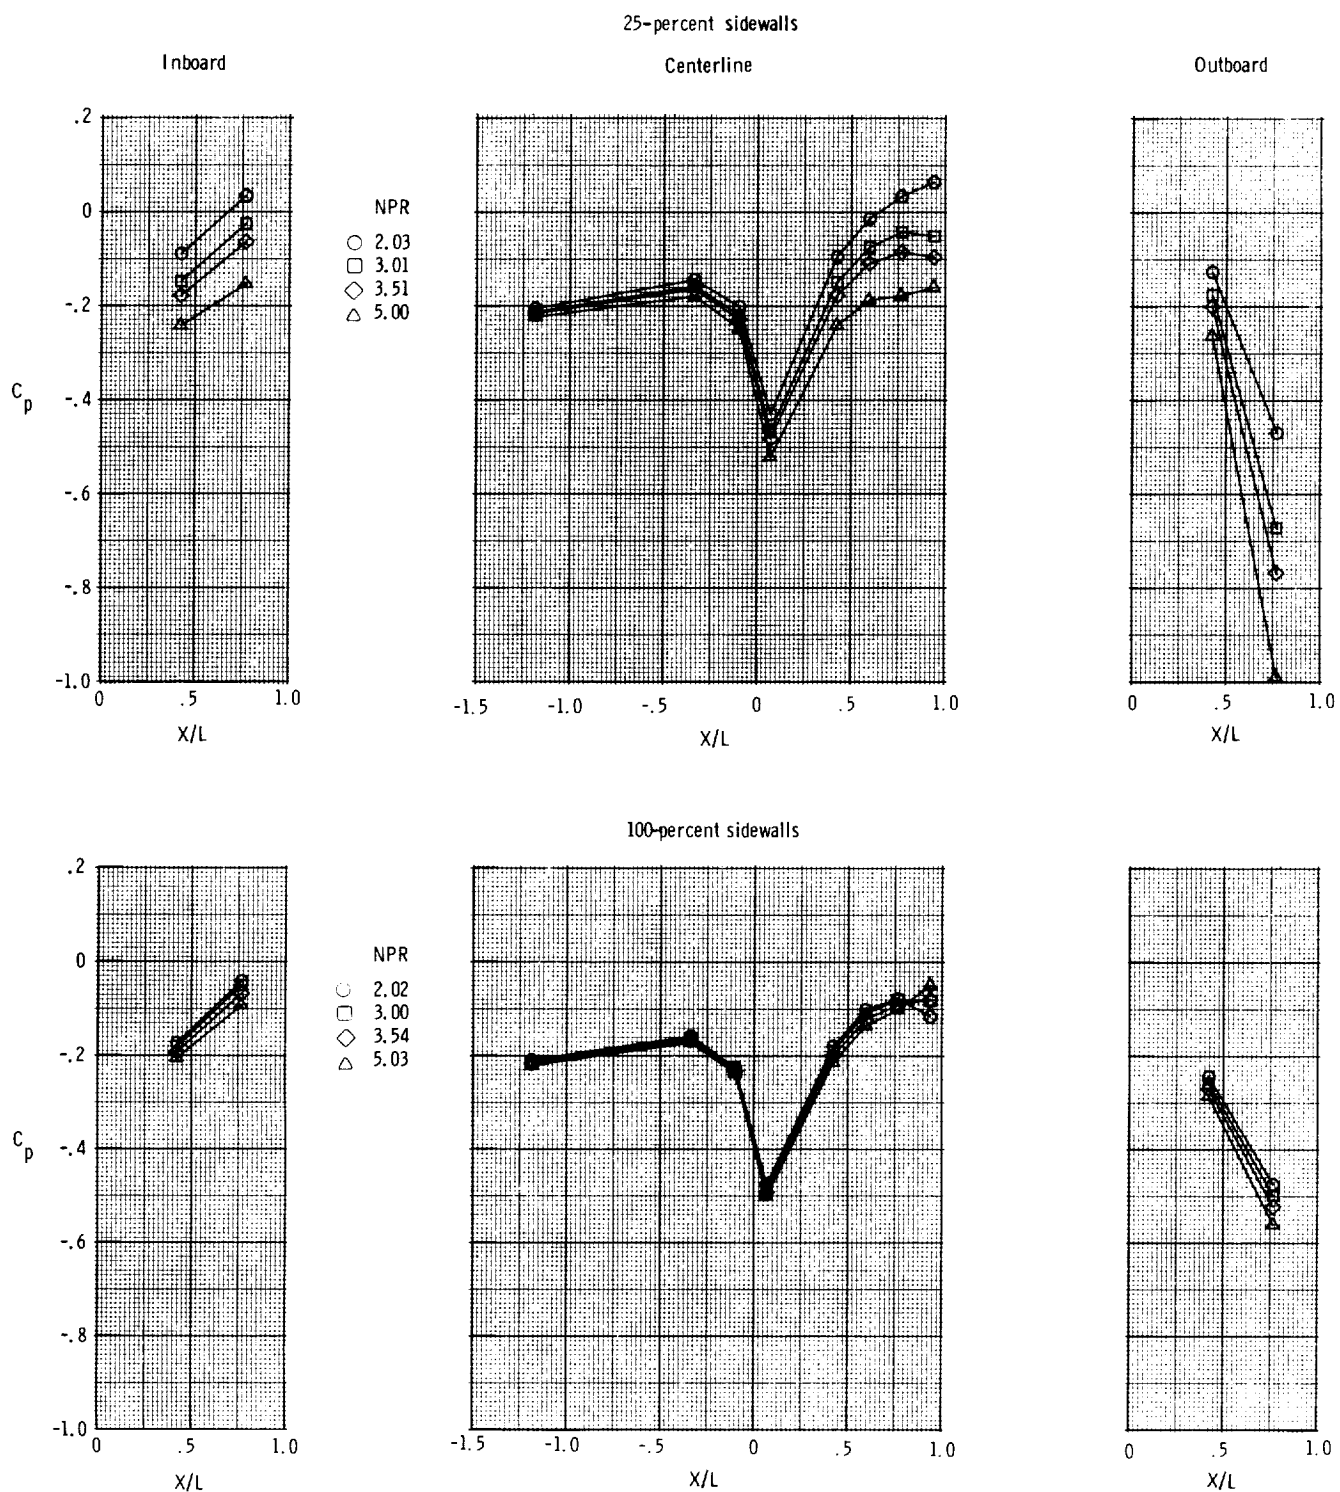 25-percent sidewalls
Inboard
Centerline
Outboard
.2
0
-.2
-.4
-.6
-.8
-1.0
C_p
NPR
○ 2.03
□ 3.01
◇ 3.51
△ 5.00
0 .5 1.0
X/L
-1.5 -1.0 -.5 0 .5 1.0
X/L
0 .5 1.0
X/L
100-percent sidewalls
.2
0
-.2
-.4
-.6
-.8
-1.0
C_p
NPR
○ 2.02
□ 3.00
◇ 3.54
△ 5.03
0 .5 1.0
X/L
-1.5 -1.0 -.5 0 .5 1.0
X/L
0 .5 1.0
X/L